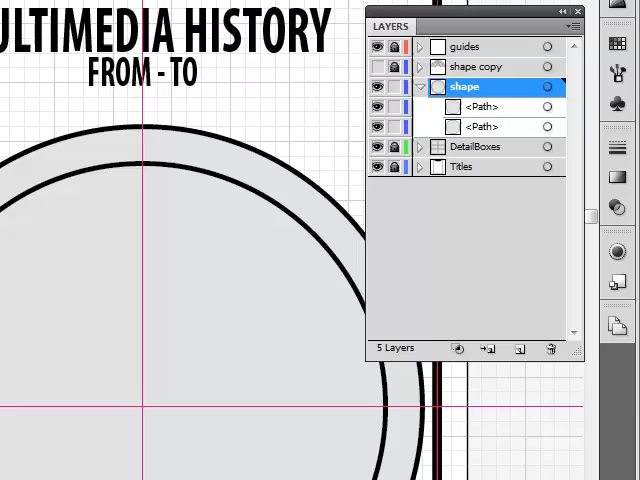 ULTIMEDIA HISTORY
FROM - TO
LAYERS
guides
shape copy
shape
<Path>
<Path>
DetailBoxes
Titles
5 Layers